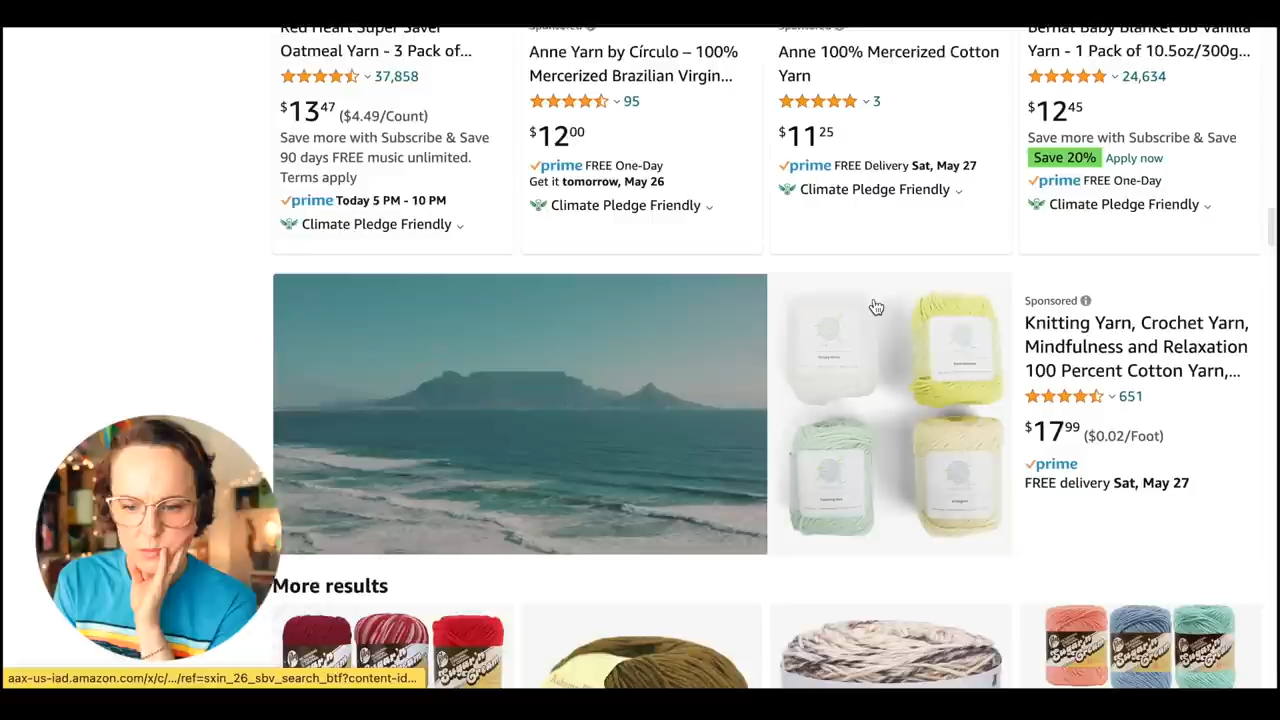 Red Heart Super Saver
Oatmeal Yarn - 3 Pack of...
37,858
$13.47 ($4.49/Count)
Save more with Subscribe & Save
90 days FREE music unlimited.
Terms apply
prime Today 5 PM - 10 PM
Climate Pledge Friendly
Sponsored
Anne Yarn by Círculo – 100%
Mercerized Brazilian Virgin...
95
$12.00
prime FREE One-Day
Get it tomorrow, May 26
Climate Pledge Friendly
Sponsored
Anne 100% Mercerized Cotton
Yarn
3
$11.25
prime FREE Delivery Sat, May 27
Climate Pledge Friendly
Bernat Baby Blanket BB Vanilla
Yarn - 1 Pack of 10.5oz/300g...
24,634
$12.45
Save more with Subscribe & Save
Save 20% Apply now
prime FREE One-Day
Climate Pledge Friendly
Sponsored
Knitting Yarn, Crochet Yarn,
Mindfulness and Relaxation
100 Percent Cotton Yarn,...
651
$17.99 ($0.02/Foot)
prime
FREE delivery Sat, May 27
More results
aax-us-iad.amazon.com/x/c/.../ref=sxin_26_sbv_search_btf?content-id...